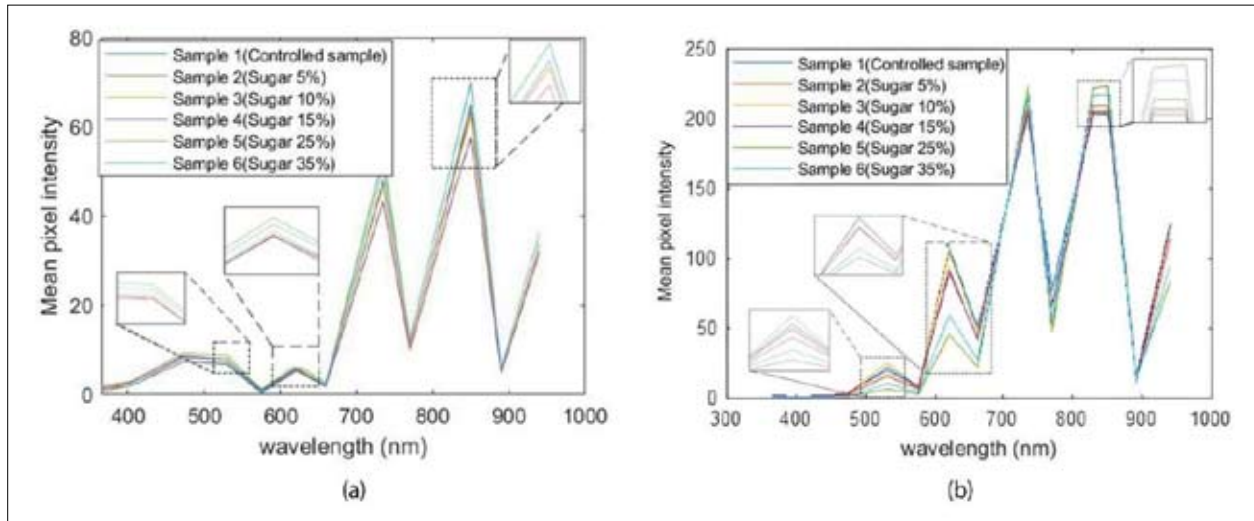 80
60
40
20
0
Mean pixel intensity
Sample 1(Controlled sample)
Sample 2(Sugar 5%)
Sample 3(Sugar 10%)
Sample 4(Sugar 15%)
Sample 5(Sugar 25%)
Sample 6(Sugar 35%)
400 500 600 700 800 900 1000
wavelength (nm)
(a)
250
200
150
100
50
0
Mean pixel intensity
Sample 1(Controlled sample)
Sample 2(Sugar 5%)
Sample 3(Sugar 10%)
Sample 4(Sugar 15%)
Sample 5(Sugar 25%)
Sample 6(Sugar 35%)
300 400 500 600 700 800 900 1000
wavelength (nm)
(b)